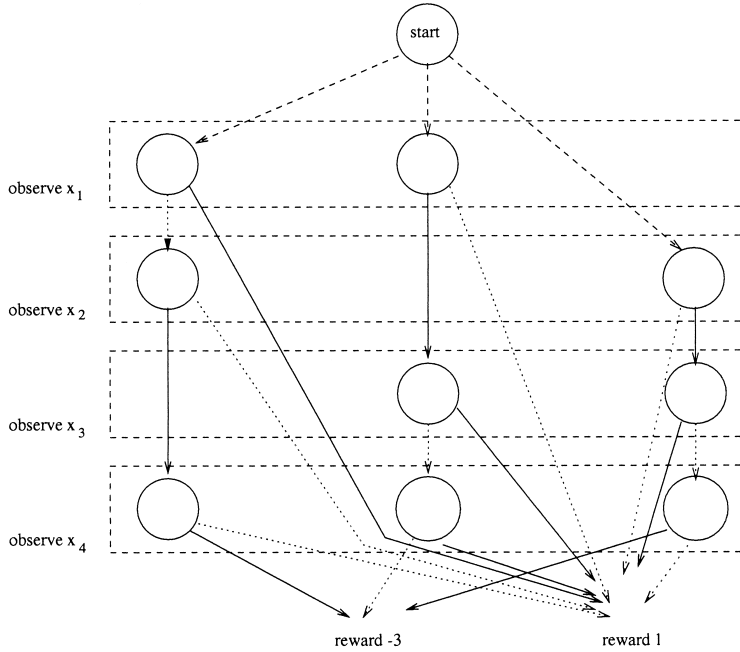 start
observe x1
observe x2
observe x3
observe x4
reward -3
reward 1